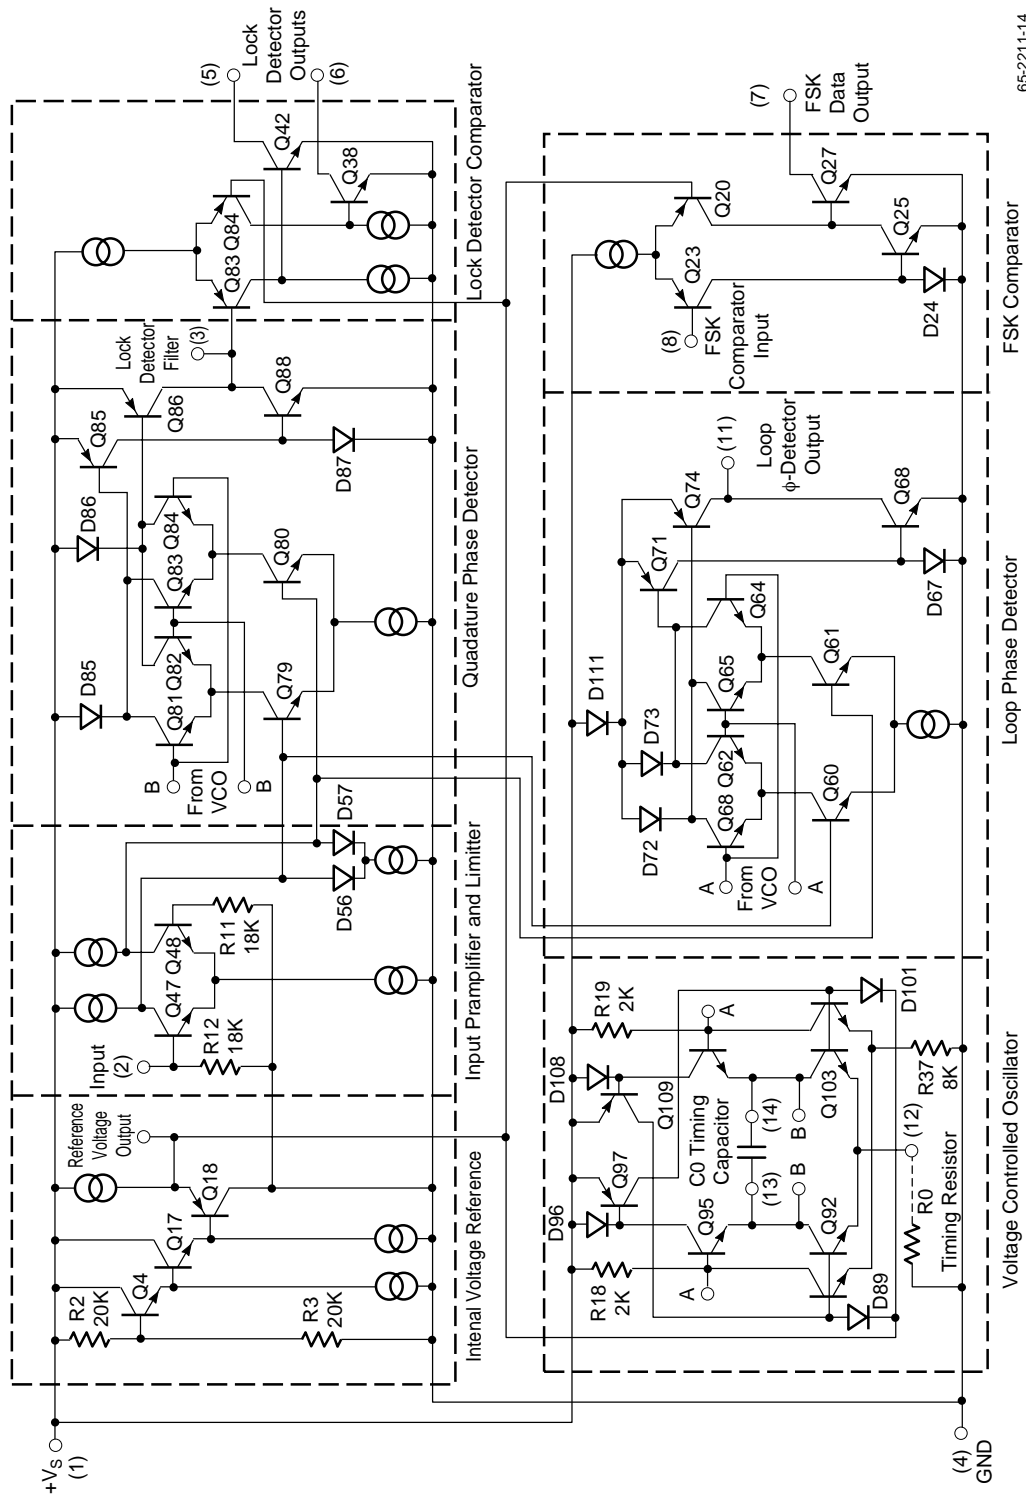 +VS
(1)
R2
20K
R3
20K
Q4
Q17
Q18
Reference
Voltage
Output
Intenal Voltage Reference
Input
(2)
R12
18K
Q47
Q48
R11
18K
D56
D57
Input Pramplifier and Limitter
B
From
VCO
B
D85
Q81
Q82
Q83
Q84
D86
Q79
Q80
Q85
Q86
D87
Q88
Lock
Detector
Filter
(3)
Quadature Phase Detector
Q83
Q84
Q38
Q42
Lock Detector Comparator
(5)
Lock
Detector
Outputs
(6)
(4)
GND
R18
2K
A
D96
Q95
Q97
(13)
C0 Timing
Capacitor
(14)
B
B
Q92
D89
D108
Q109
R19
2K
A
Q103
D101
R37
8K
(12)
R0
Timing Resistor
Voltage Controlled Oscillator
A
From
VCO
A
D72
D73
D111
Q68
Q62
Q65
Q64
Q60
Q61
Q71
Q74
D67
Q68
(11)
Loop
ϕ-Detector
Output
Loop Phase Detector
(8)
FSK
Comparator
Input
Q23
Q20
D24
Q25
Q27
FSK Comparator
(7)
FSK
Data
Output
65-2211-14